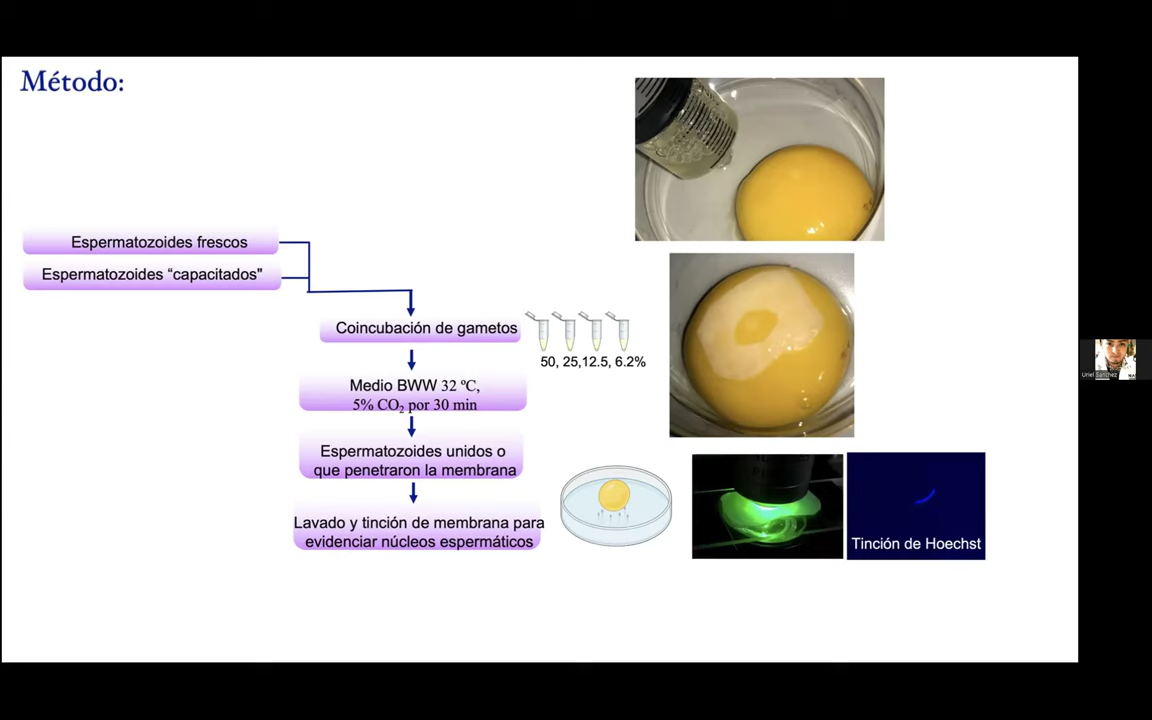 Método:
Espermatozoides frescos
Espermatozoides “capacitados"
Coincubación de gametos
50, 25,12.5, 6.2%
Medio BWW 32 ºC,
5% CO₂ por 30 min
Espermatozoides unidos o
que penetraron la membrana
Lavado y tinción de membrana para
evidenciar núcleos espermáticos
Tinción de Hoechst
Uriel Sanchez